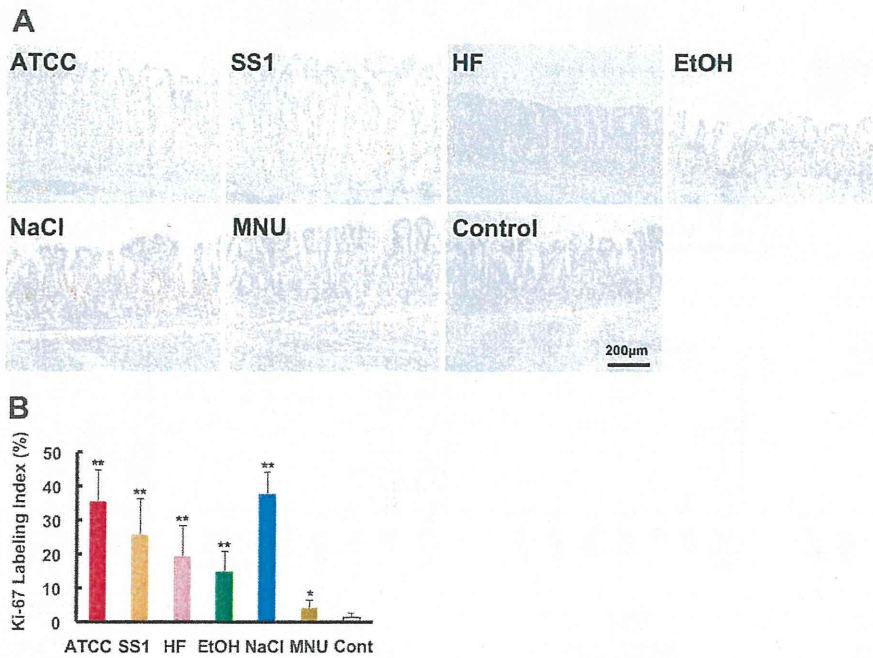 A
ATCC SS1 HF EtOH
NaCl MNU Control
200μm
B
Ki-67 Labeling Index (%)
50
40
30
20
10
0
** ** ** ** ** *
ATCC SS1 HF EtOH NaCl MNU Cont